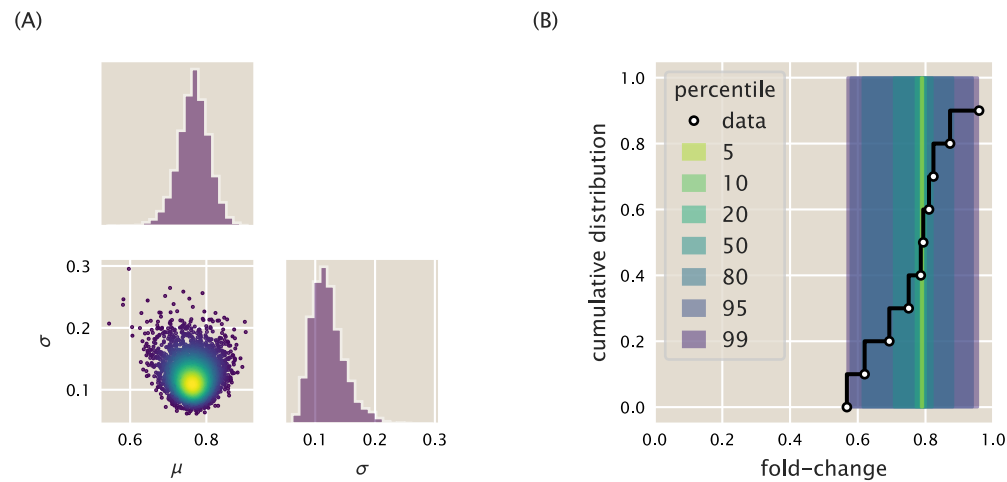 (A)
(B)
0.3
0.2
0.1
σ
0.6 0.8
μ
0.1 0.2 0.3
σ
cumulative distribution
1.0
0.8
0.6
0.4
0.2
0.0
percentile
data
5
10
20
50
80
95
99
0.0 0.2 0.4 0.6 0.8 1.0
fold-change